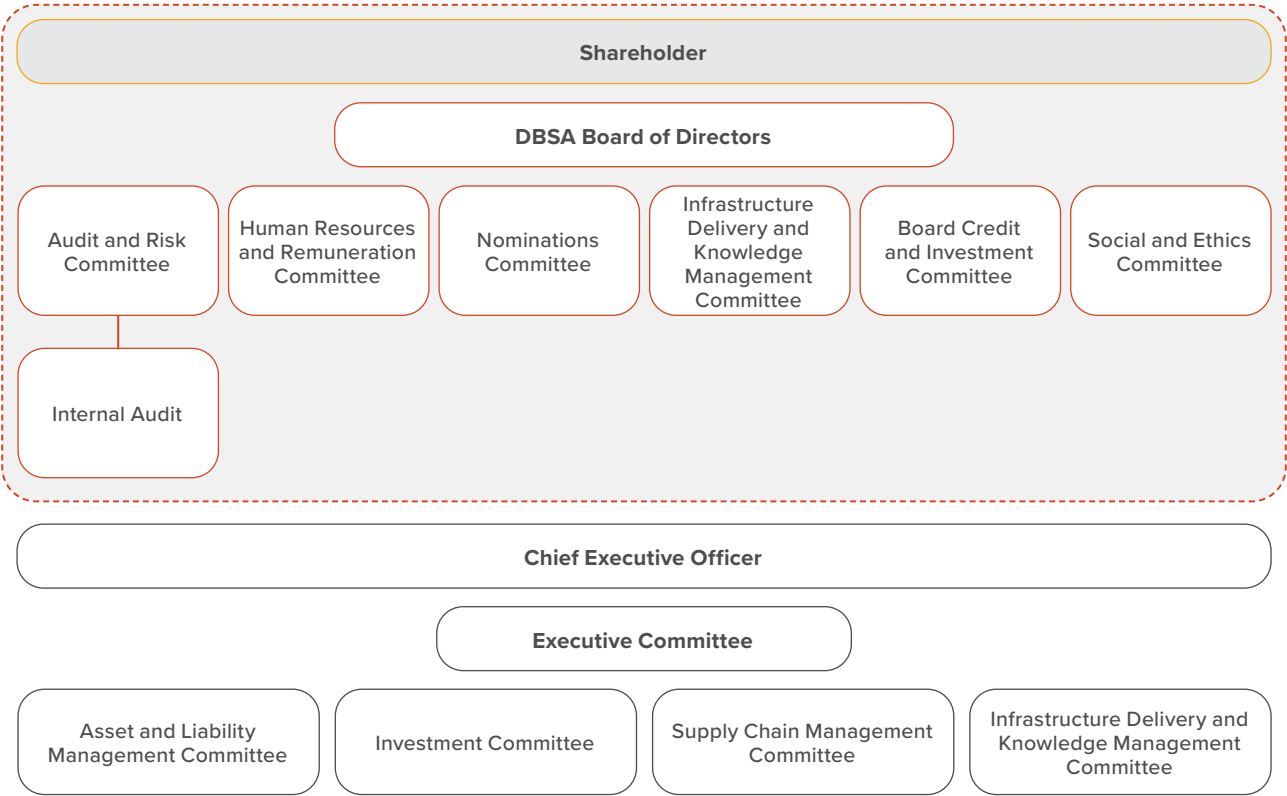 Shareholder
DBSA Board of Directors
Audit and Risk
Committee
Human Resources
and Remuneration
Committee
Nominations
Committee
Infrastructure
Delivery and
Knowledge
Management
Committee
Board Credit
and Investment
Committee
Social and Ethics
Committee
Internal Audit
Chief Executive Officer
Executive Committee
Asset and Liability
Management Committee
Investment Committee
Supply Chain Management
Committee
Infrastructure Delivery and
Knowledge Management
Committee